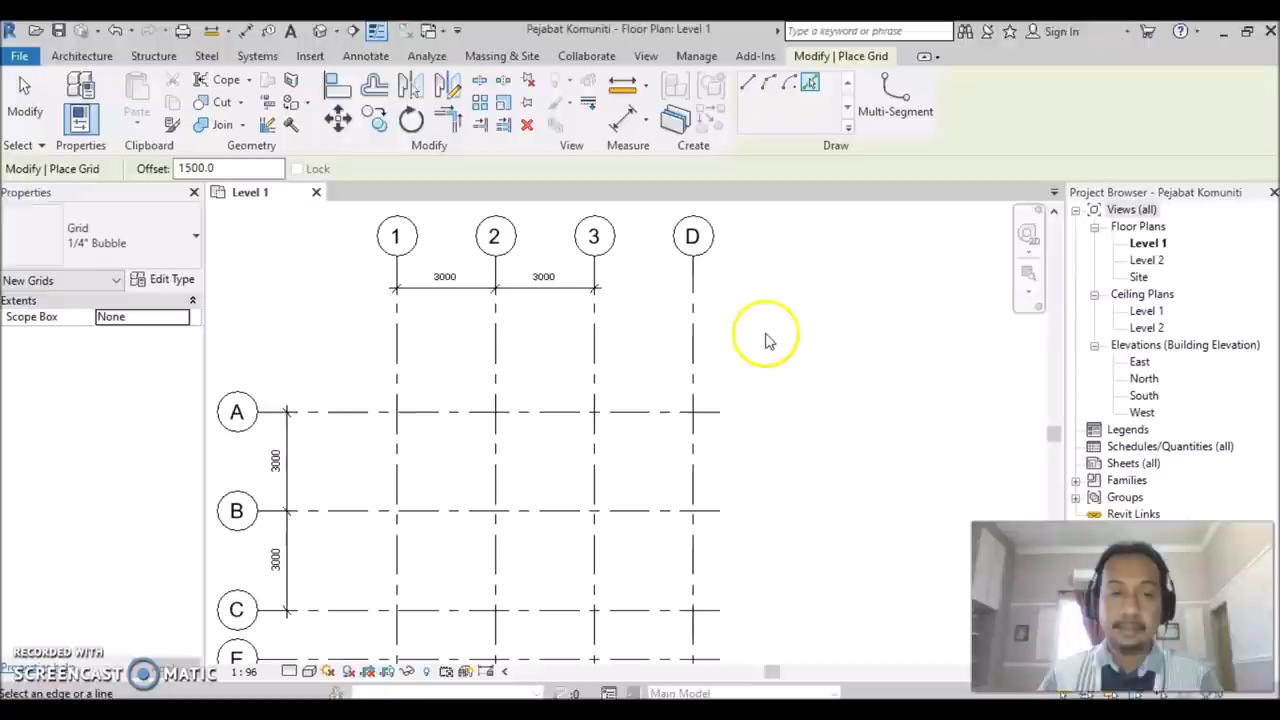 Pejabat Komuniti - Floor Plan: Level 1
Type a keyword or phrase
Sign In
File Architecture Structure Steel Systems Insert Annotate Analyze Massing & Site Collaborate View Manage Add-Ins Modify | Place Grid
Modify
Paste
Cope
Cut
Join
Multi-Segment
Select Properties Clipboard Geometry Modify View Measure Create Draw
Modify | Place Grid Offset: 1500.0 Lock
Properties
Grid
1/4" Bubble
New Grids Edit Type
Extents
Scope Box None
Level 1
1 2 3 D
3000 3000
A
3000
B
3000
C
Project Browser - Pejabat Komuniti
Views (all)
Floor Plans
Level 1
Level 2
Site
Ceiling Plans
Level 1
Level 2
Elevations (Building Elevation)
East
North
South
West
Legends
Schedules/Quantities (all)
Sheets (all)
Families
Groups
Revit Links
RECORDED WITH
SCREENCAST MATIC
1 : 96
Select an edge or a line
:0
Main Model